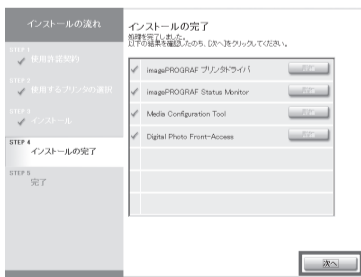 インストールの流れ
STEP 1
使用許諾契約
STEP 2
使用するプリンタの選択
STEP 3
インストール
STEP 4
インストールの完了
STEP 5
完了
インストールの完了
処理を完了しました。
以下の結果を確認したのち、[次へ]をクリックしてください。
imagePROGRAF プリンタドライバ
imagePROGRAF Status Monitor
Media Configuration Tool
Digital Photo Front-Access
次へ